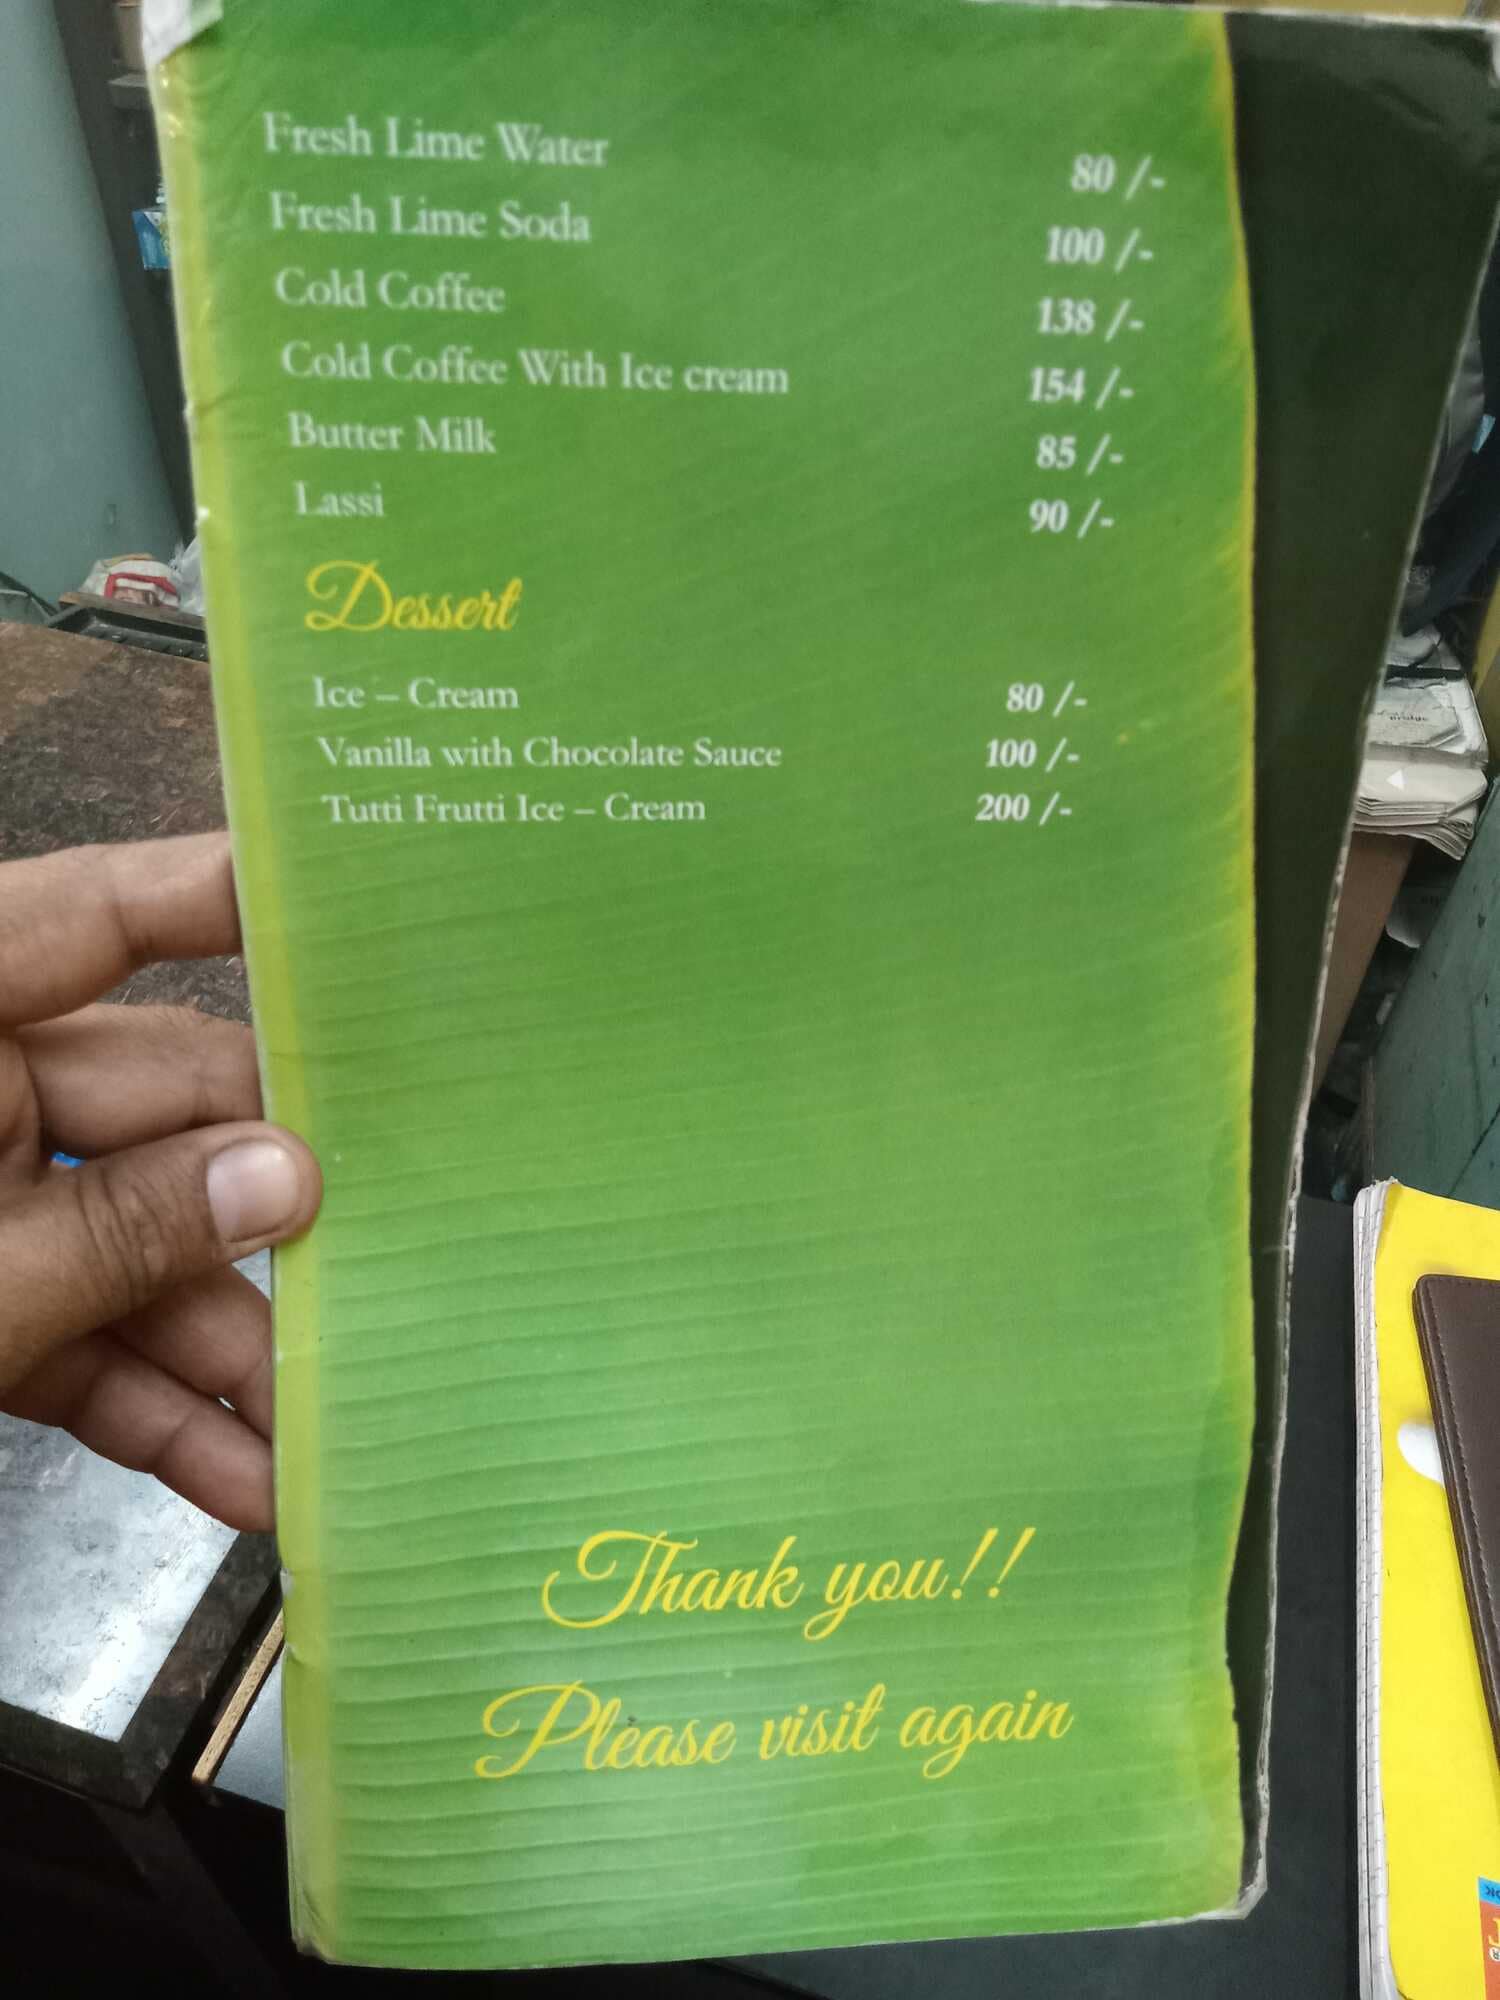 Fresh Lime Water 80 /-
Fresh Lime Soda 100 /-
Cold Coffee 138 /-
Cold Coffee With Ice cream 154 /-
Butter Milk 85 /-
Lassi 90 /-
Dessert
Ice – Cream 80 /-
Vanilla with Chocolate Sauce 100 /-
Tutti Frutti Ice – Cream 200 /-
Thank you!!
Please visit again